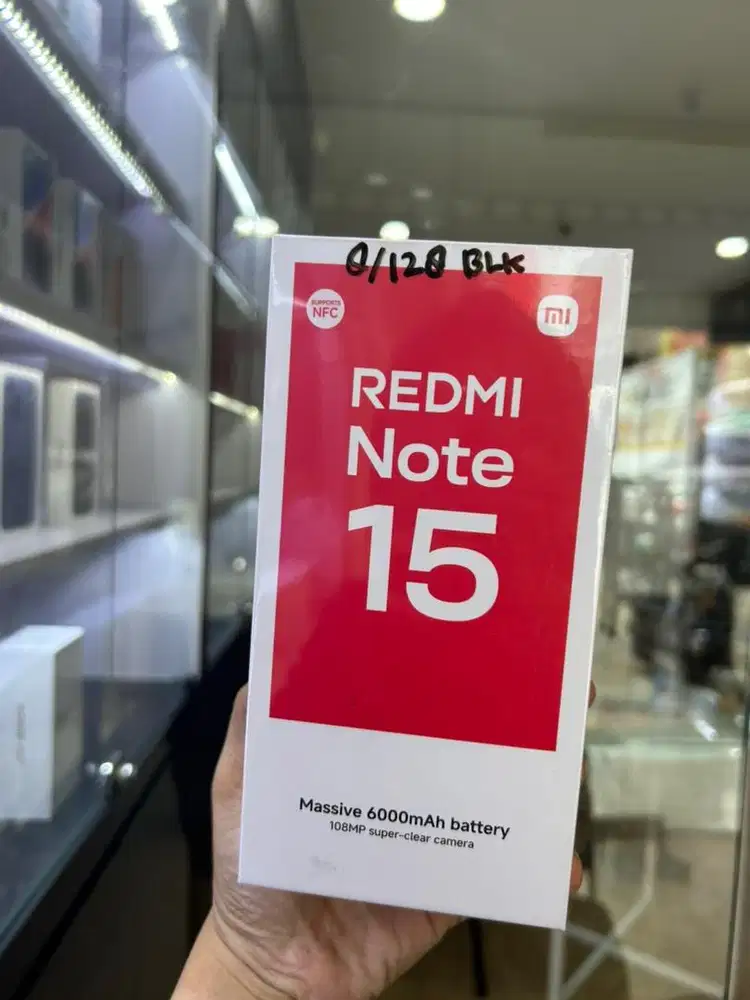 8/128 BLK
SUPPORTS
NFC
mi
REDMI
Note
15
Massive 6000mAh battery
108MP super-clear camera